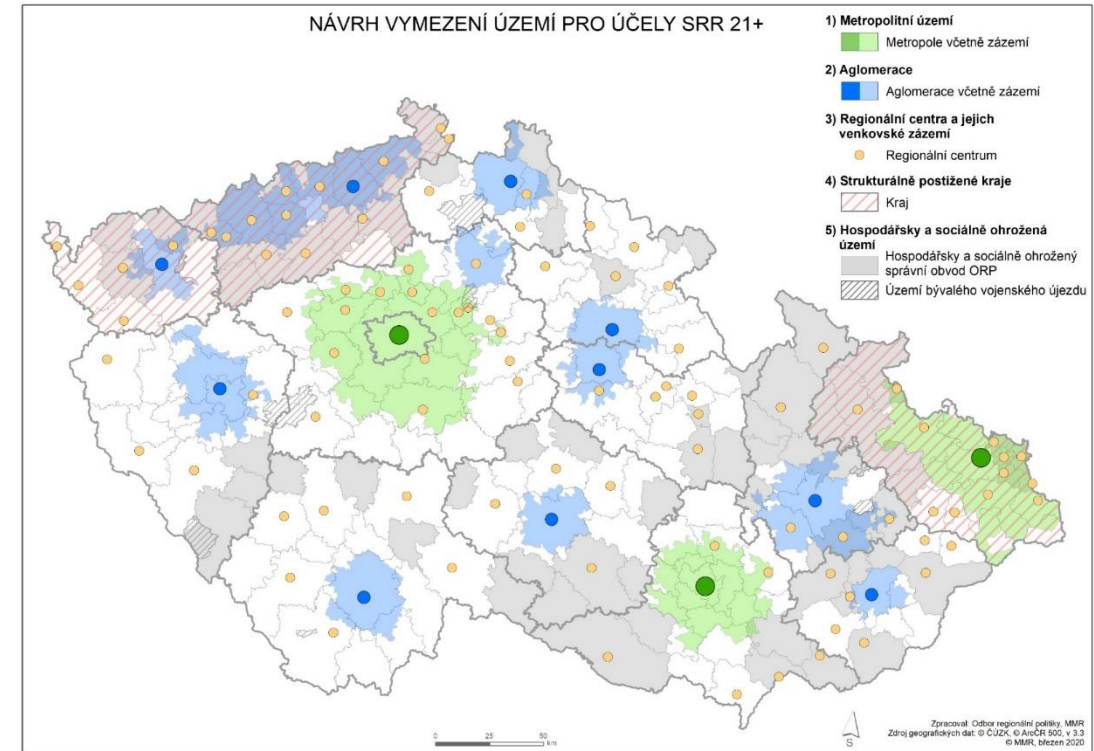 NÁVRH VYMEZENÍ ÚZEMÍ PRO ÚČELY SRR 21+
1) Metropolitní území
Metropole včetně zázemí
2) Aglomerace
Aglomerace včetně zázemí
3) Regionální centra a jejich
venkovské zázemí
Regionální centrum
4) Strukturálně postižené kraje
Kraj
5) Hospodářsky a sociálně ohrožená
území
Hospodářsky a sociálně ohrožený
správní obvod ORP
Území bývalého vojenského újezdu
0 25 50
km
S
Zpracoval: Odbor regionální politiky, MMR
Zdroj geografických dat: © ČÚZK, © ArcČR 500, v 3.3
© MMR, březen 2020